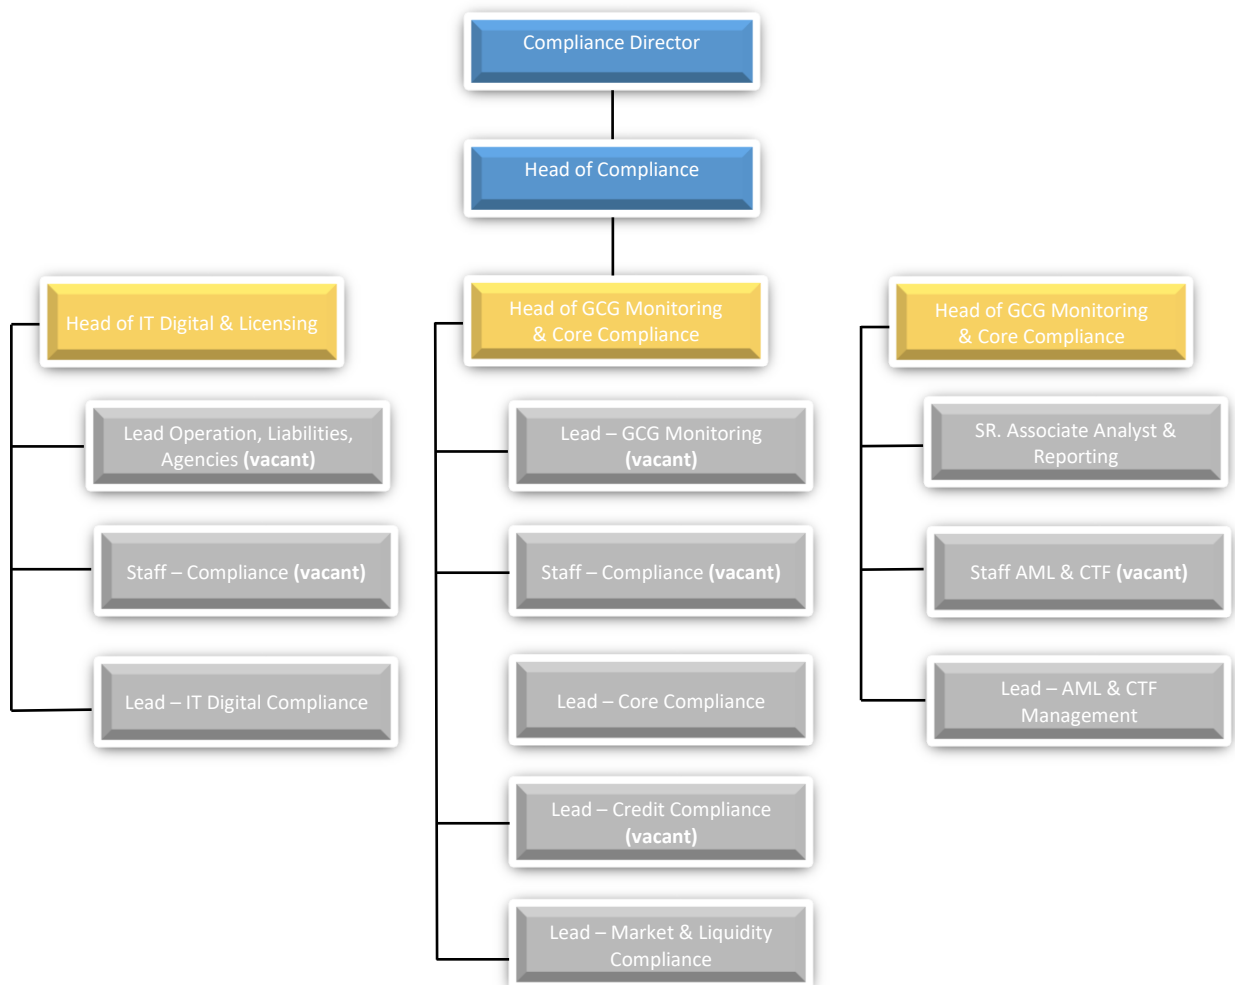 Compliance Director
Head of Compliance
Head of IT Digital & Licensing
Lead Operation, Liabilities,
Agencies (vacant)
Staff – Compliance (vacant)
Lead – IT Digital Compliance
Head of GCG Monitoring
& Core Compliance
Lead – GCG Monitoring
(vacant)
Staff – Compliance (vacant)
Lead – Core Compliance
Lead – Credit Compliance
(vacant)
Lead – Market & Liquidity
Compliance
Head of GCG Monitoring
& Core Compliance
SR. Associate Analyst &
Reporting
Staff AML & CTF (vacant)
Lead – AML & CTF
Management